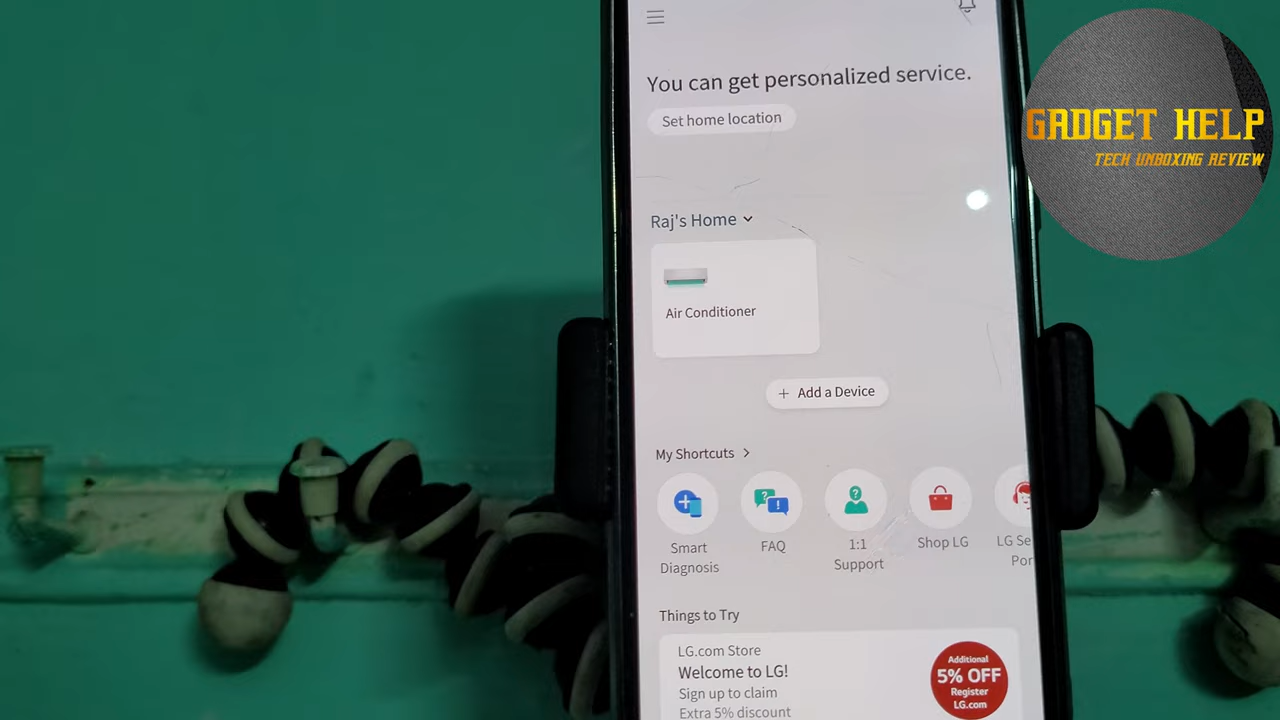 You can get personalized service.
Set home location
GADGET HELP
TECH UNBOXING REVIEW
Raj's Home
Air Conditioner
+ Add a Device
My Shortcuts >
Smart
Diagnosis
FAQ
1:1
Support
Shop LG
LG Se
Por
Things to Try
LG.com Store
Welcome to LG!
Sign up to claim
Extra 5% discount
Additional
5% OFF
Register
LG.com